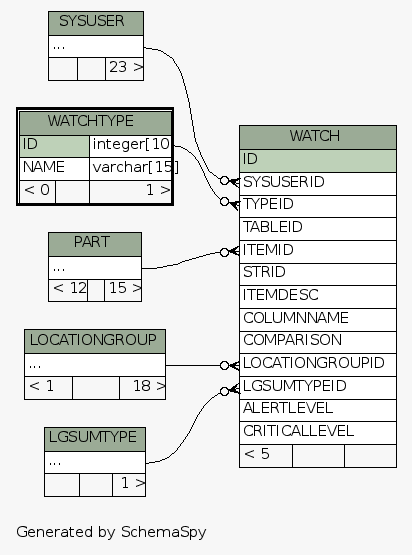 SYSUSER
...
23 >
WATCHTYPE
ID integer[10
NAME varchar[15]
< 0 1 >
PART
...
< 12 15 >
LOCATIONGROUP
...
< 1 18 >
LGSUMTYPE
...
1 >
WATCH
ID
SYSUSERID
TYPEID
TABLEID
ITEMID
STRID
ITEMDESC
COLUMNNAME
COMPARISON
LOCATIONGROUPID
LGSUMTYPEID
ALERTLEVEL
CRITICALLEVEL
< 5
Generated by SchemaSpy